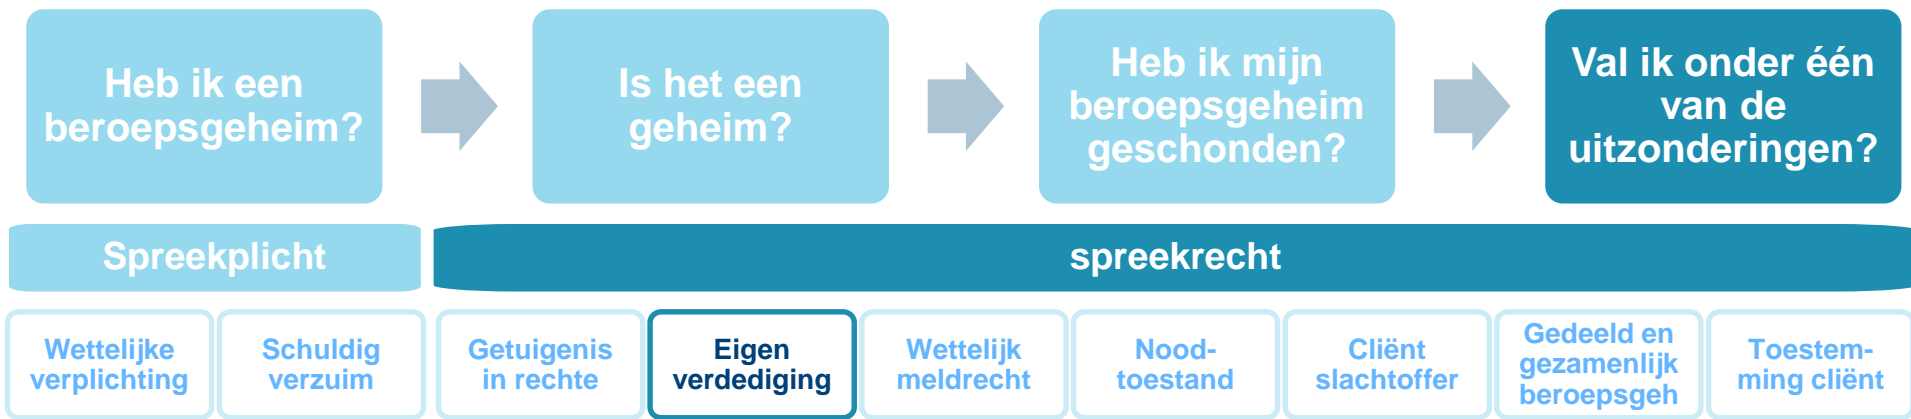 Heb ik een
beroepsgeheim?
Is het een
geheim?
Heb ik mijn
beroepsgeheim
geschonden?
Val ik onder één
van de
uitzonderingen?
Spreekplicht
spreekrecht
Wettelijke
verplichting
Schuldig
verzuim
Getuigenis
in rechte
Eigen
verdediging
Wettelijk
meldrecht
Nood-
toestand
Cliënt
slachtoffer
Gedeeld en
gezamenlijk
beroepsgeh
Toestem-
ming cliënt